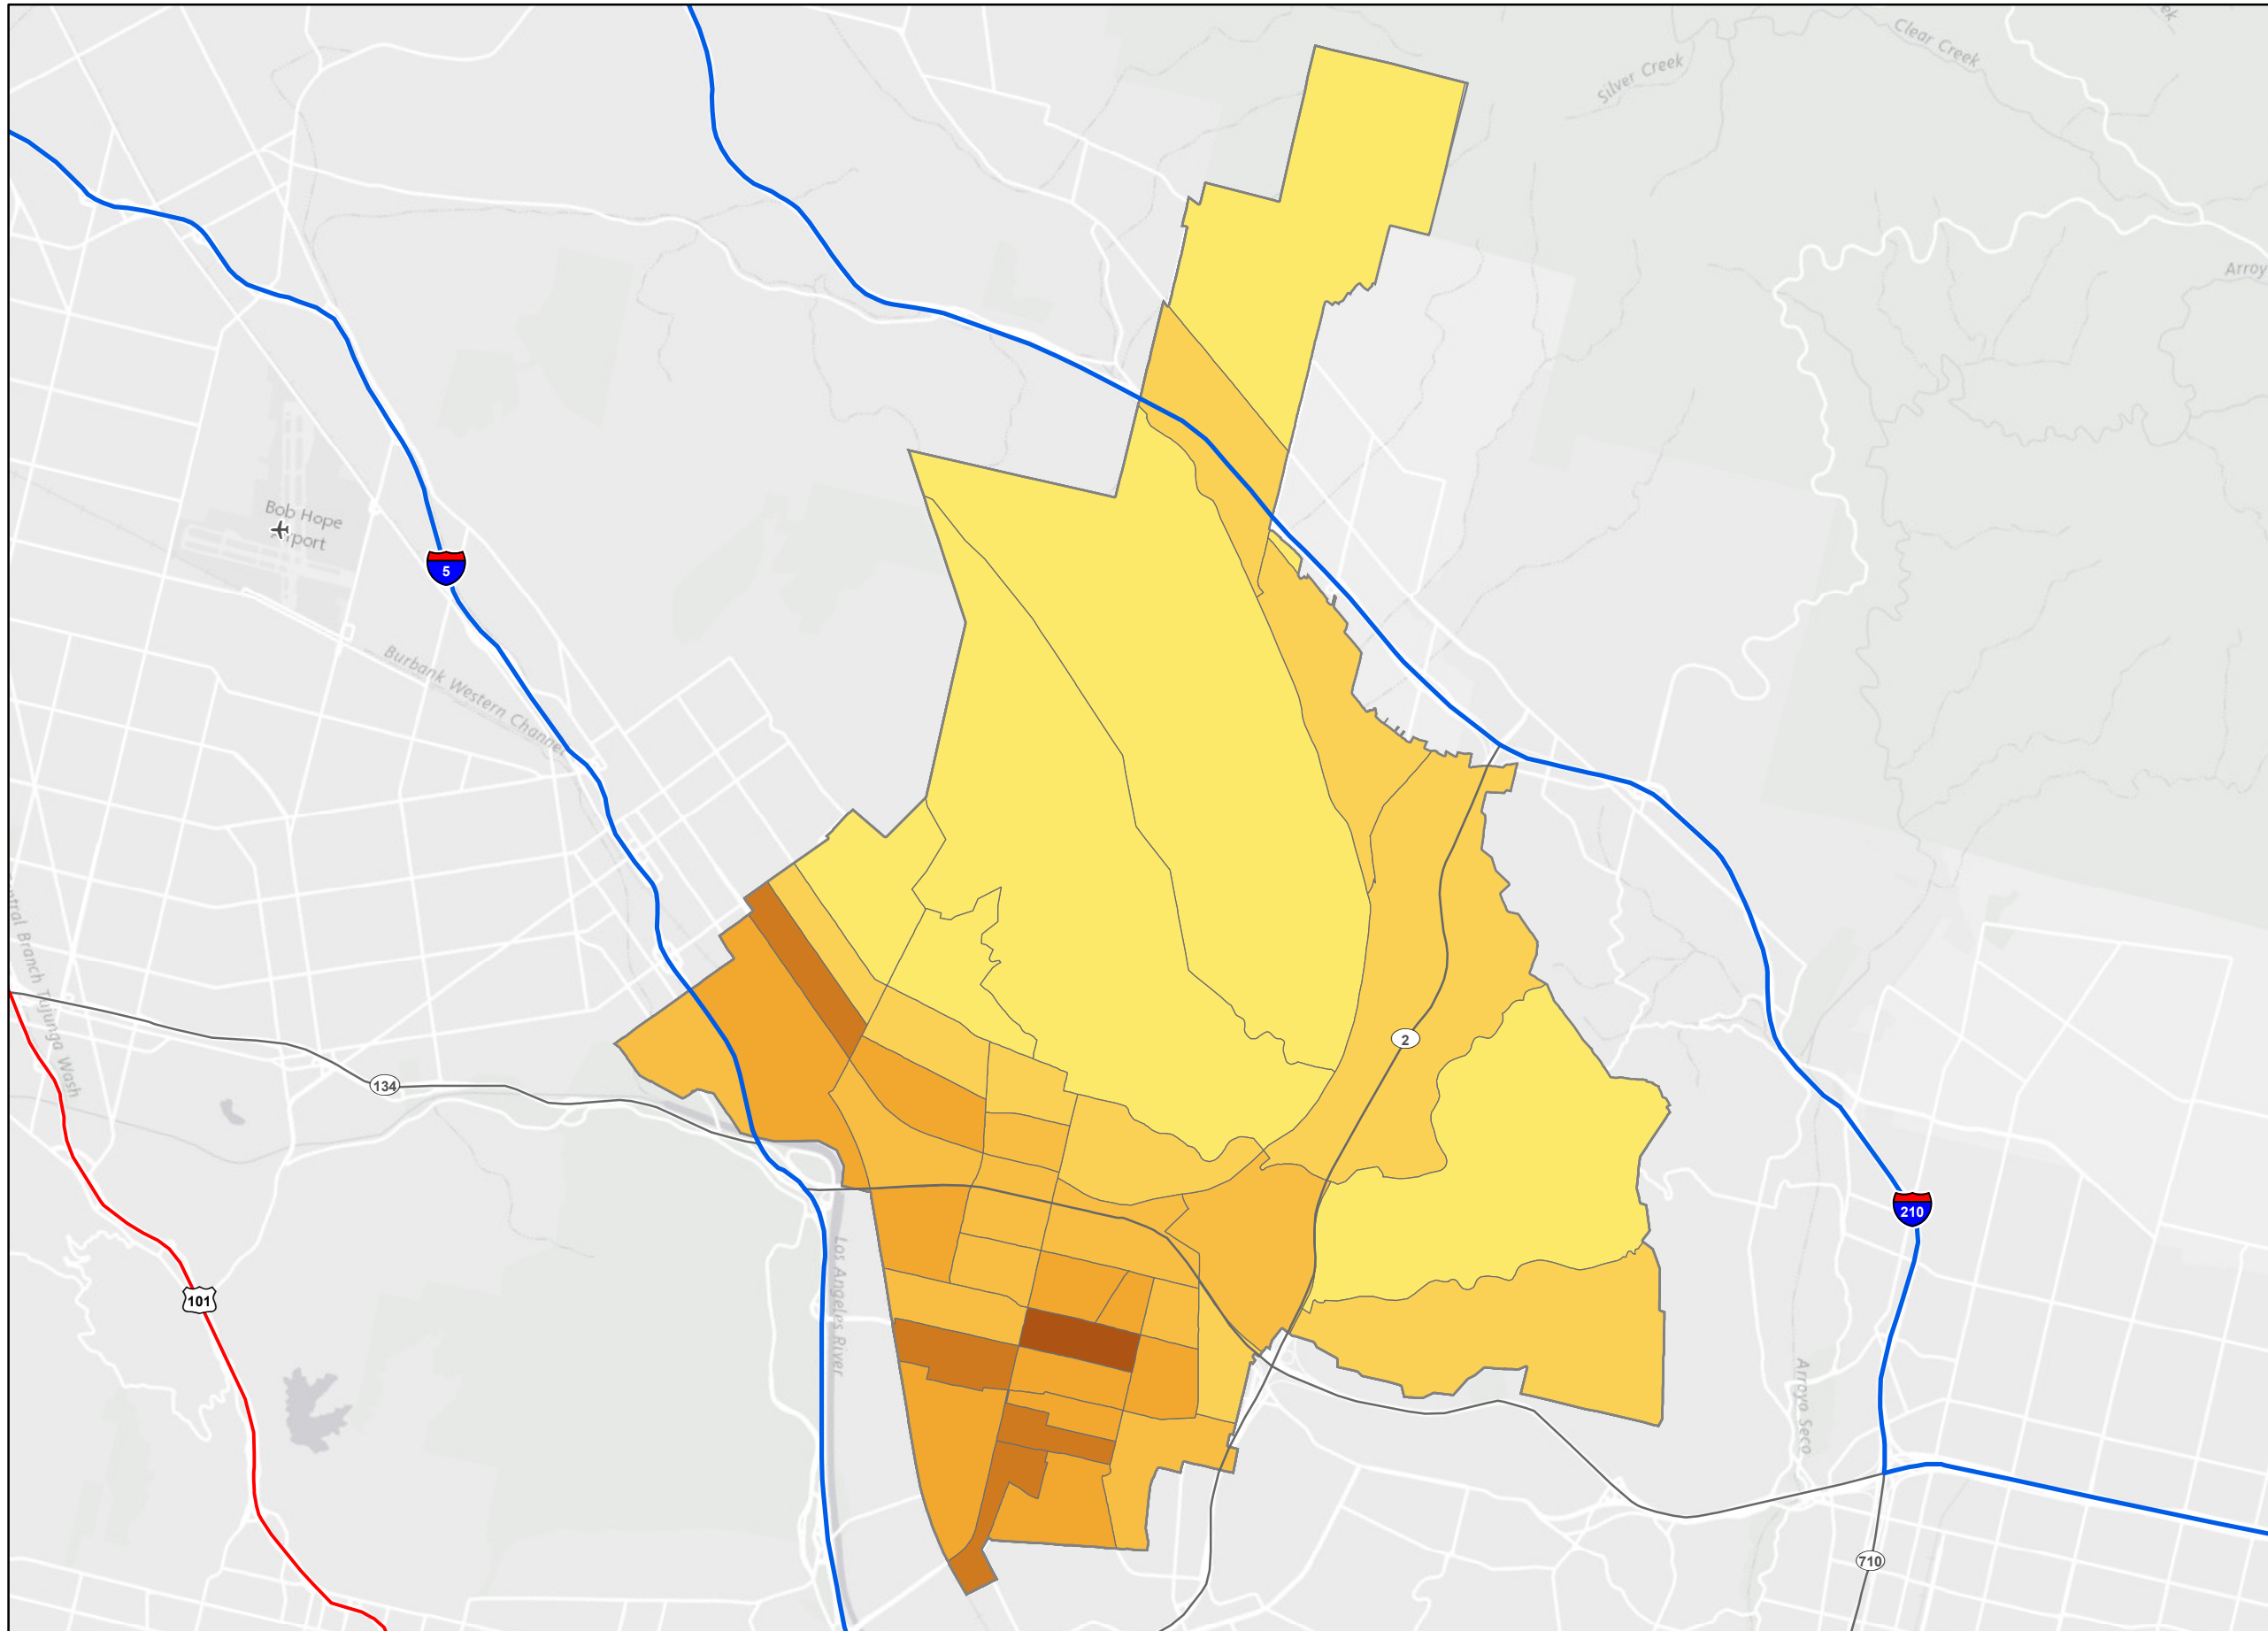 Clear Creek
Silver Creek
Arroy
Bob Hope
5
Burbank Western Channel
2
134
Branch Tujunga Wash
210
101
Los Angeles River
Arroyo Seco
710